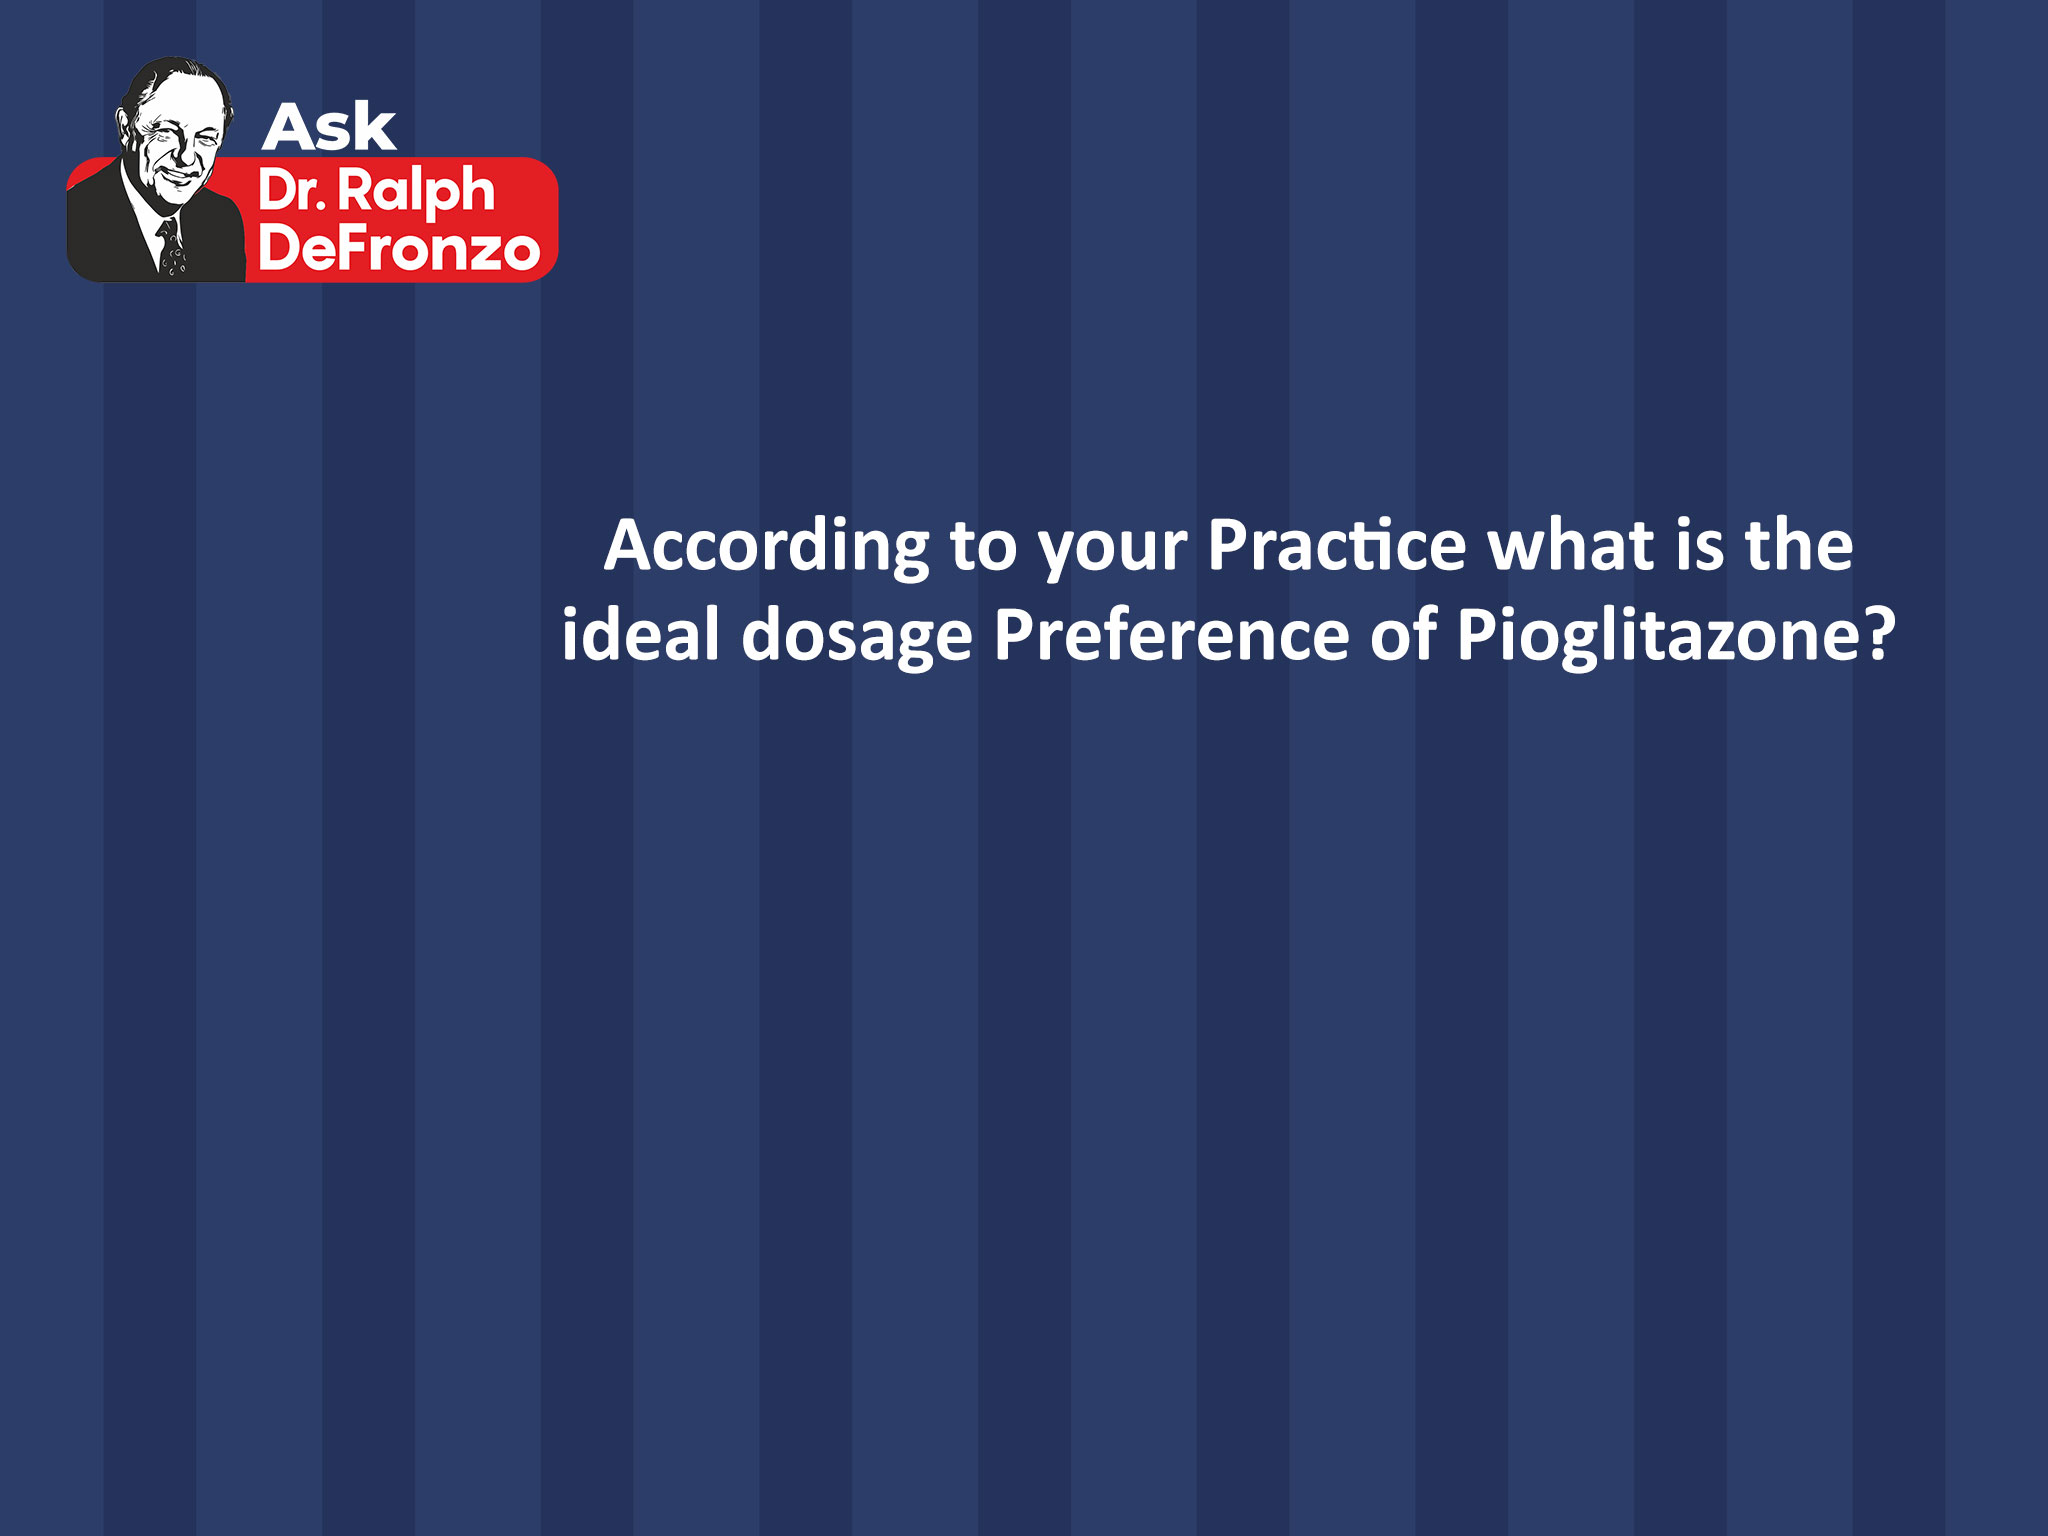 Ask
Dr. Ralph
DeFronzo
According to your Practice what is the
ideal dosage Preference of Pioglitazone?